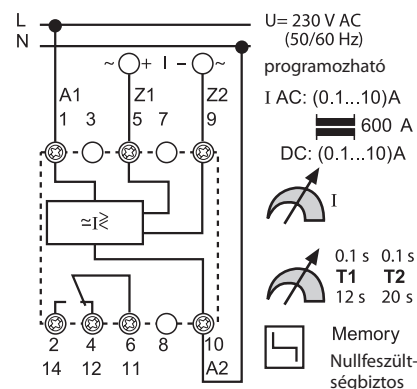 L
N
U= 230 V AC
(50/60 Hz)
~ + I – ~
programozható
A1 Z1 Z2
1 3 5 7 9
I AC: (0.1...10)A
600 A
DC: (0.1...10)A
I
≃I≷
0.1 s 0.1 s
T1 T2
12 s 20 s
2 4 6 8 10
14 12 11 A2
Memory
Nullfeszült-
ségbiztos